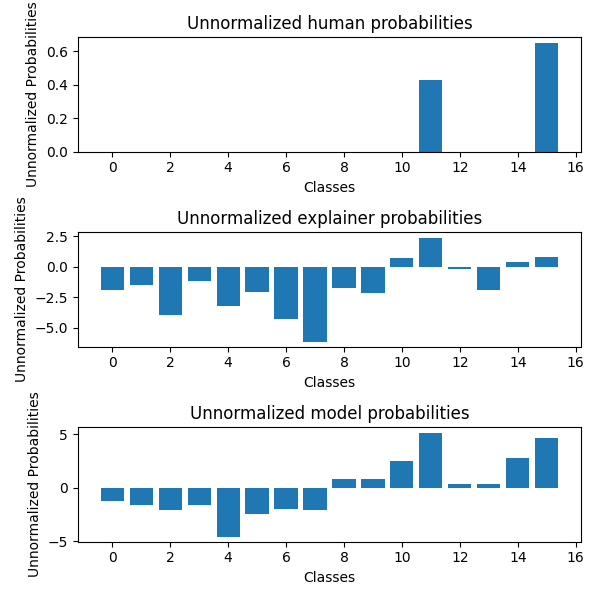 Unnormalized human probabilities
Unnormalized Probabilities
0.6
0.4
0.2
0.0
0 2 4 6 8 10 12 14 16
Classes
Unnormalized explainer probabilities
Unnormalized Probabilities
2.5
0.0
−2.5
−5.0
0 2 4 6 8 10 12 14 16
Classes
Unnormalized model probabilities
Unnormalized Probabilities
5
0
−5
0 2 4 6 8 10 12 14 16
Classes